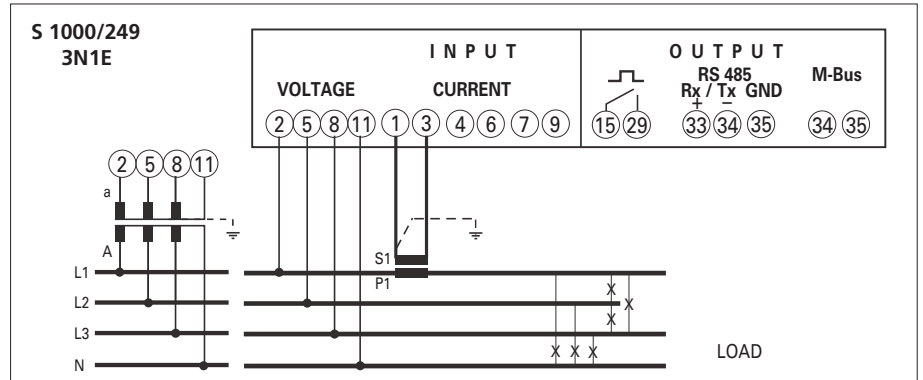 S 1000/249
3N1E
INPUT
OUTPUT
VOLTAGE
CURRENT
RS 485
Rx / Tx GND
+ −
M-Bus
2 5 8 11 1 3 4 6 7 9
15 29 33 34 35 34 35
2 5 8 11
a
A
S1
P1
L1
L2
L3
N
X
X
X
X X X
LOAD